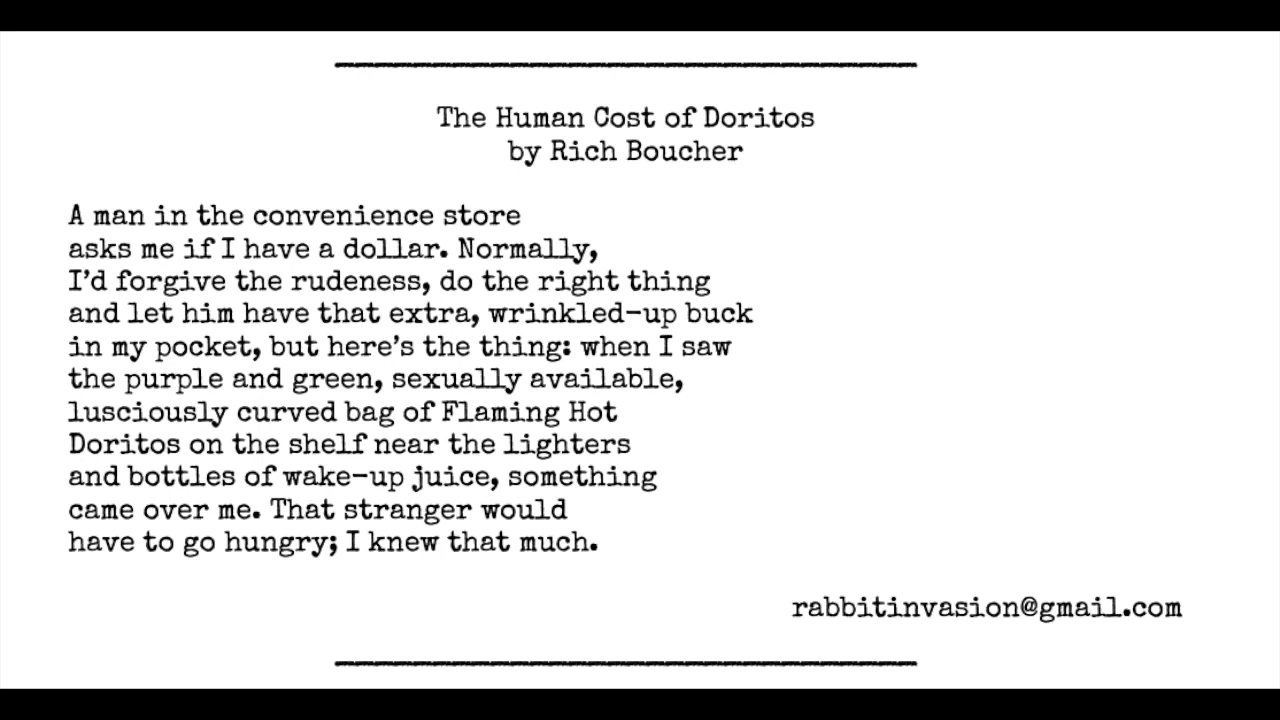 The Human Cost of Doritos
by Rich Boucher
A man in the convenience store
asks me if I have a dollar. Normally,
I'd forgive the rudeness, do the right thing
and let him have that extra, wrinkled-up buck
in my pocket, but here's the thing: when I saw
the purple and green, sexually available,
lusciously curved bag of Flaming Hot
Doritos on the shelf near the lighters
and bottles of wake-up juice, something
came over me. That stranger would
have to go hungry; I knew that much.
rabbitinvasion@gmail.com